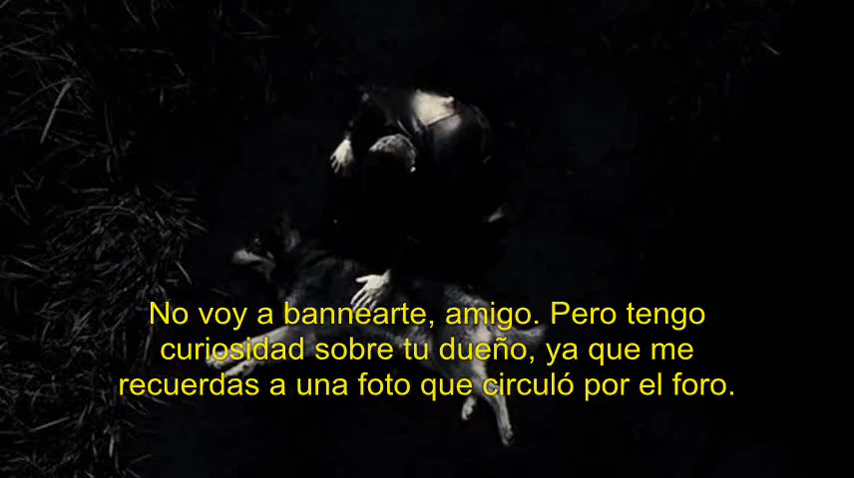 No voy a bannearte, amigo. Pero tengo
curiosidad sobre tu dueño, ya que me
recuerdas a una foto que circuló por el foro.